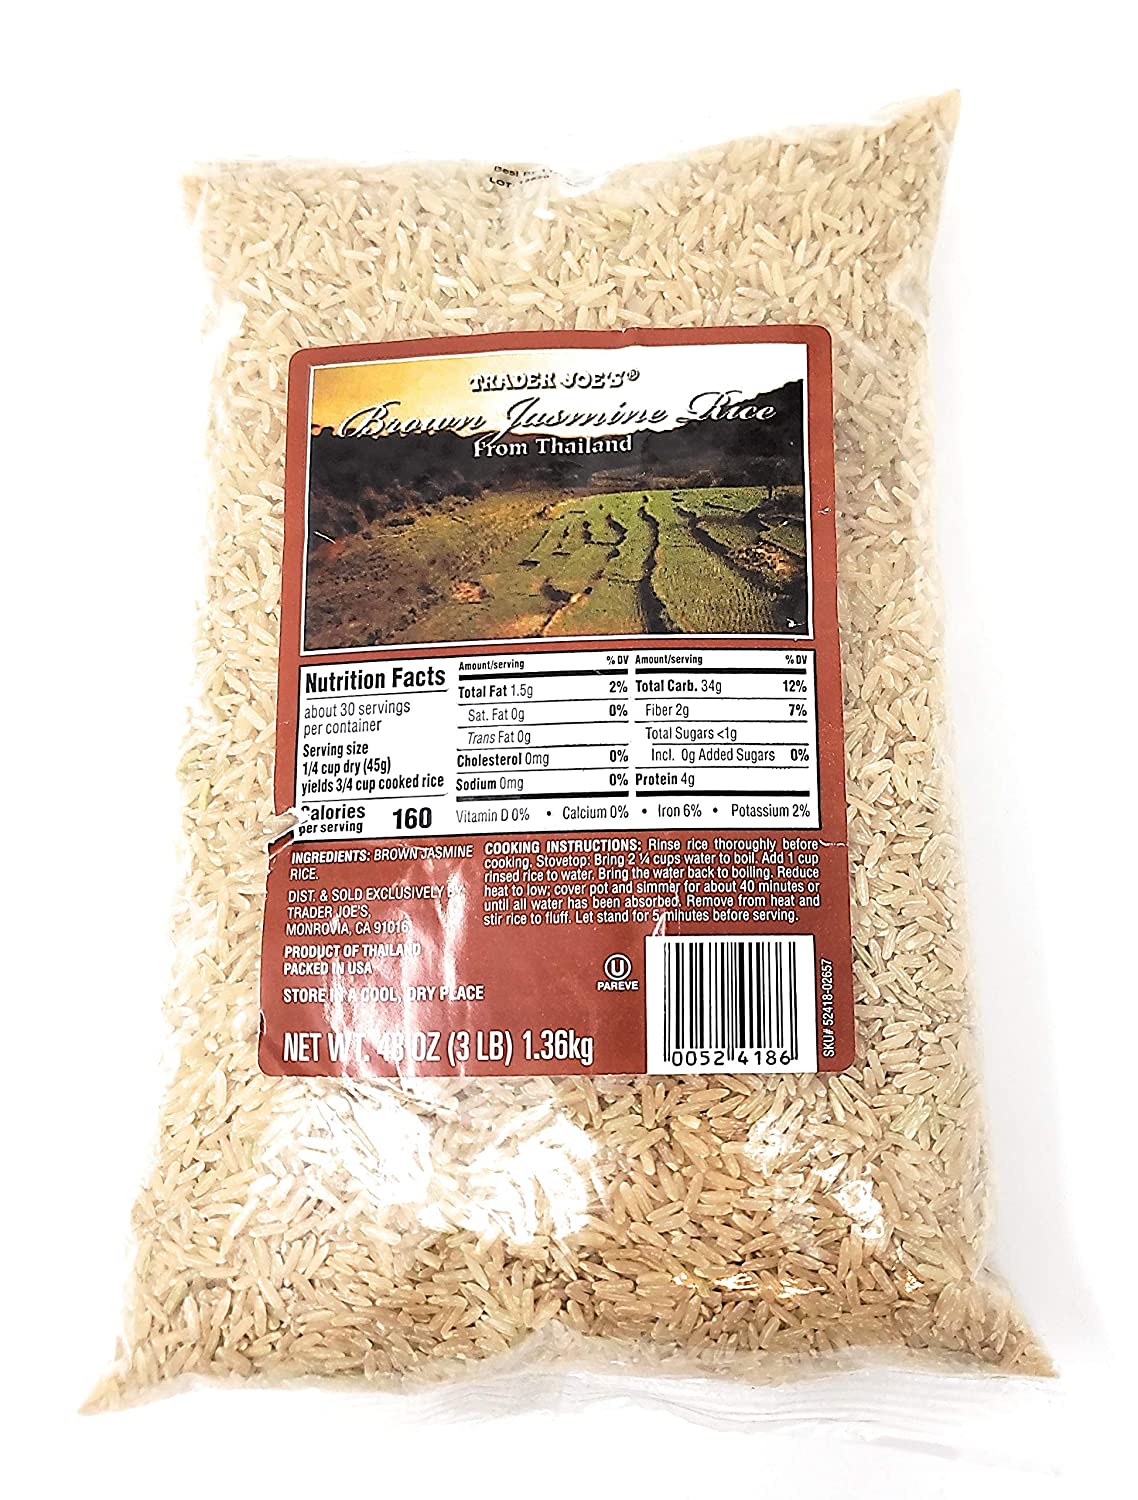 Best
LOT
TRADER JOE'S®
Brown Jasmine Rice
From Thailand
Nutrition Facts
about 30 servings
per container
Serving size
1/4 cup dry (45g)
yields 3/4 cup cooked rice
Calories
per serving
160
Amount/serving % DV
Total Fat 1.5g 2%
Sat. Fat 0g 0%
Trans Fat 0g
Cholesterol 0mg 0%
Sodium 0mg 0%
Amount/serving % DV
Total Carb. 34g 12%
Fiber 2g 7%
Total Sugars <1g
Incl. 0g Added Sugars 0%
Protein 4g
Vitamin D 0% • Calcium 0% • Iron 6% • Potassium 2%
INGREDIENTS: BROWN JASMINE
RICE.
DIST. & SOLD EXCLUSIVELY BY:
TRADER JOE'S,
MONROVIA, CA 91016
PRODUCT OF THAILAND
PACKED IN USA
STORE IN A COOL, DRY PLACE
COOKING INSTRUCTIONS: Rinse rice thoroughly before
cooking. Stovetop: Bring 2 ¼ cups water to boil. Add 1 cup
rinsed rice to water. Bring the water back to boiling. Reduce
heat to low; cover pot and simmer for about 40 minutes or
until all water has been absorbed. Remove from heat and
stir rice to fluff. Let stand for 5 minutes before serving.
U
PAREVE
NET WT. 48 OZ (3 LB) 1.36kg
0052 4186
SKU# 52418-02657